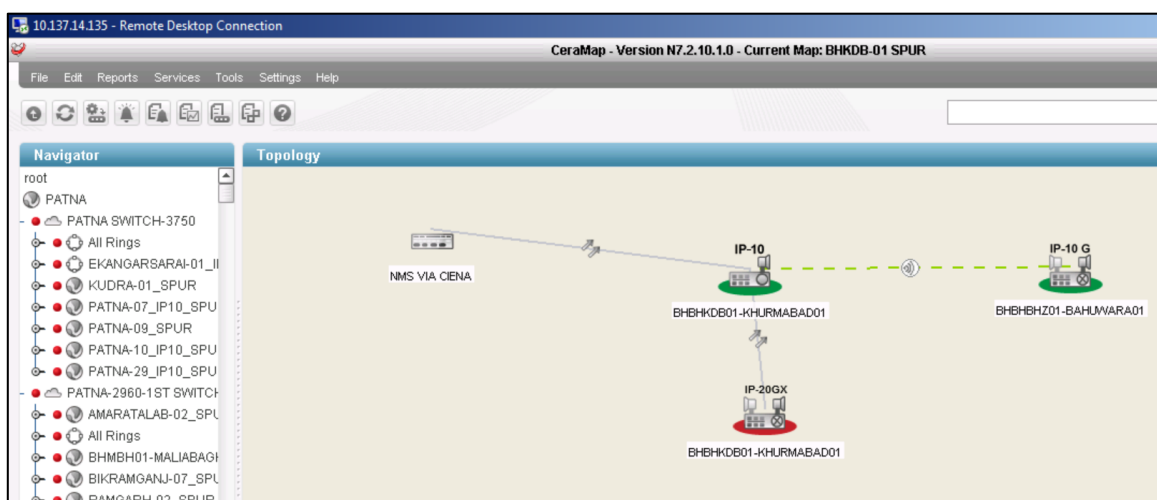 10.137.14.135 - Remote Desktop Connection
CeraMap - Version N7.2.10.1.0 - Current Map: BHKDB-01 SPUR
File Edit Reports Services Tools Settings Help
Navigator
Topology
root
PATNA
PATNA SWITCH-3750
All Rings
EKANGARSARAI-01_II
KUDRA-01_SPUR
PATNA-07_IP10_SPU
PATNA-09_SPUR
PATNA-10_IP10_SPU
PATNA-29_IP10_SPU
PATNA-2960-1ST SWITCH
AMARATALAB-02_SPU
All Rings
BHMBH01-MALIABAGH
BIKRAMGANJ-07_SPU
RAMGARH-02_SPUR
NMS VIA CIENA
IP-10
BHBHKDB01-KHURMABAD01
IP-10 G
BHBHBHZ01-BAHUWARA01
IP-20GX
BHBHKDB01-KHURMABAD01